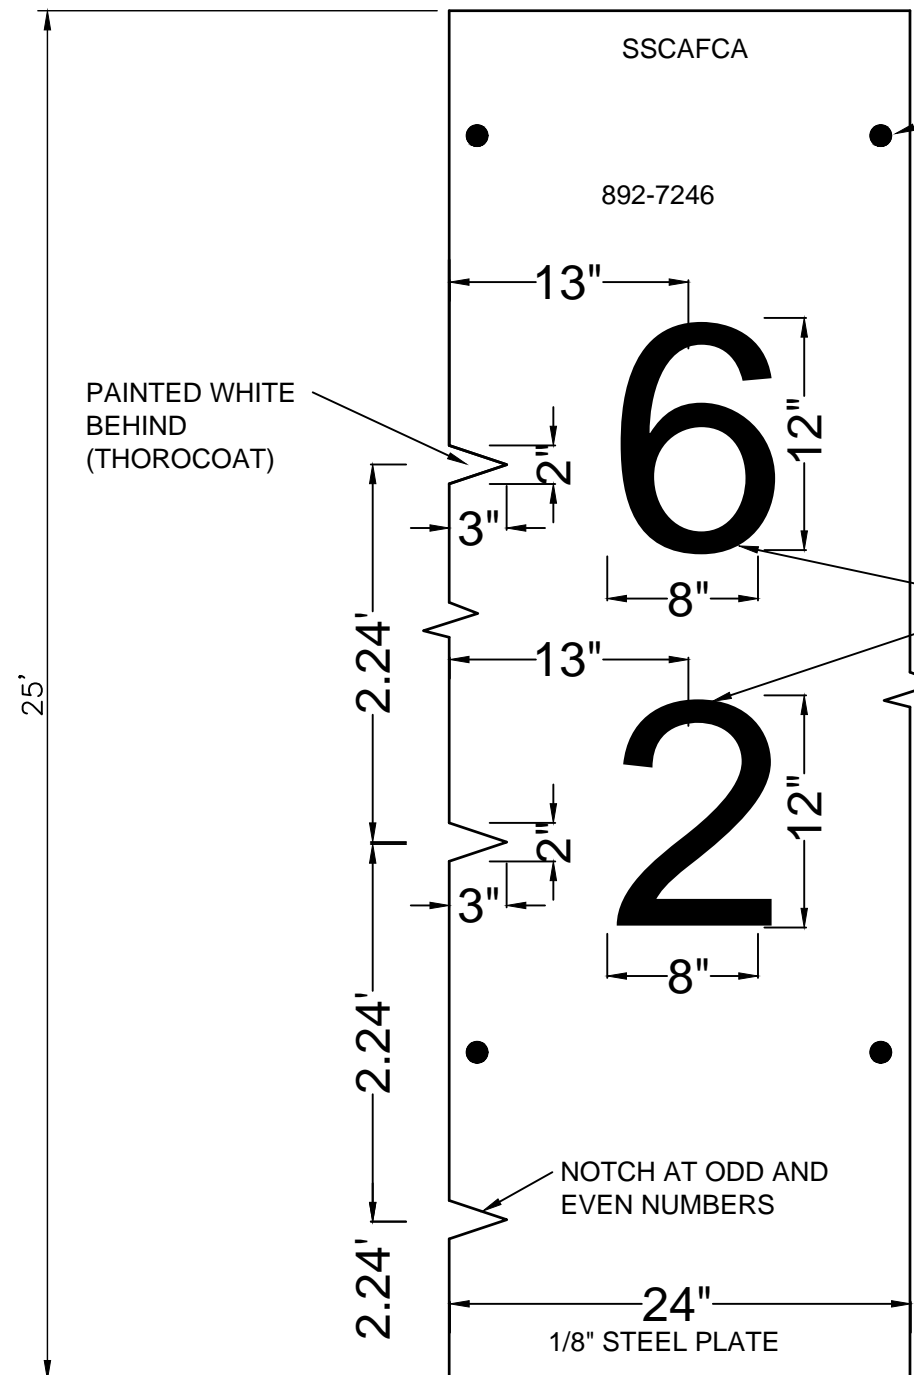 SSCAFCA
892-7246
13"
6
12"
PAINTED WHITE
BEHIND
(THOROCOAT)
2"
3"
8"
2.24'
13"
25'
2
12"
2"
3"
8"
2.24'
NOTCH AT ODD AND
EVEN NUMBERS
2.24'
24"
1/8" STEEL PLATE